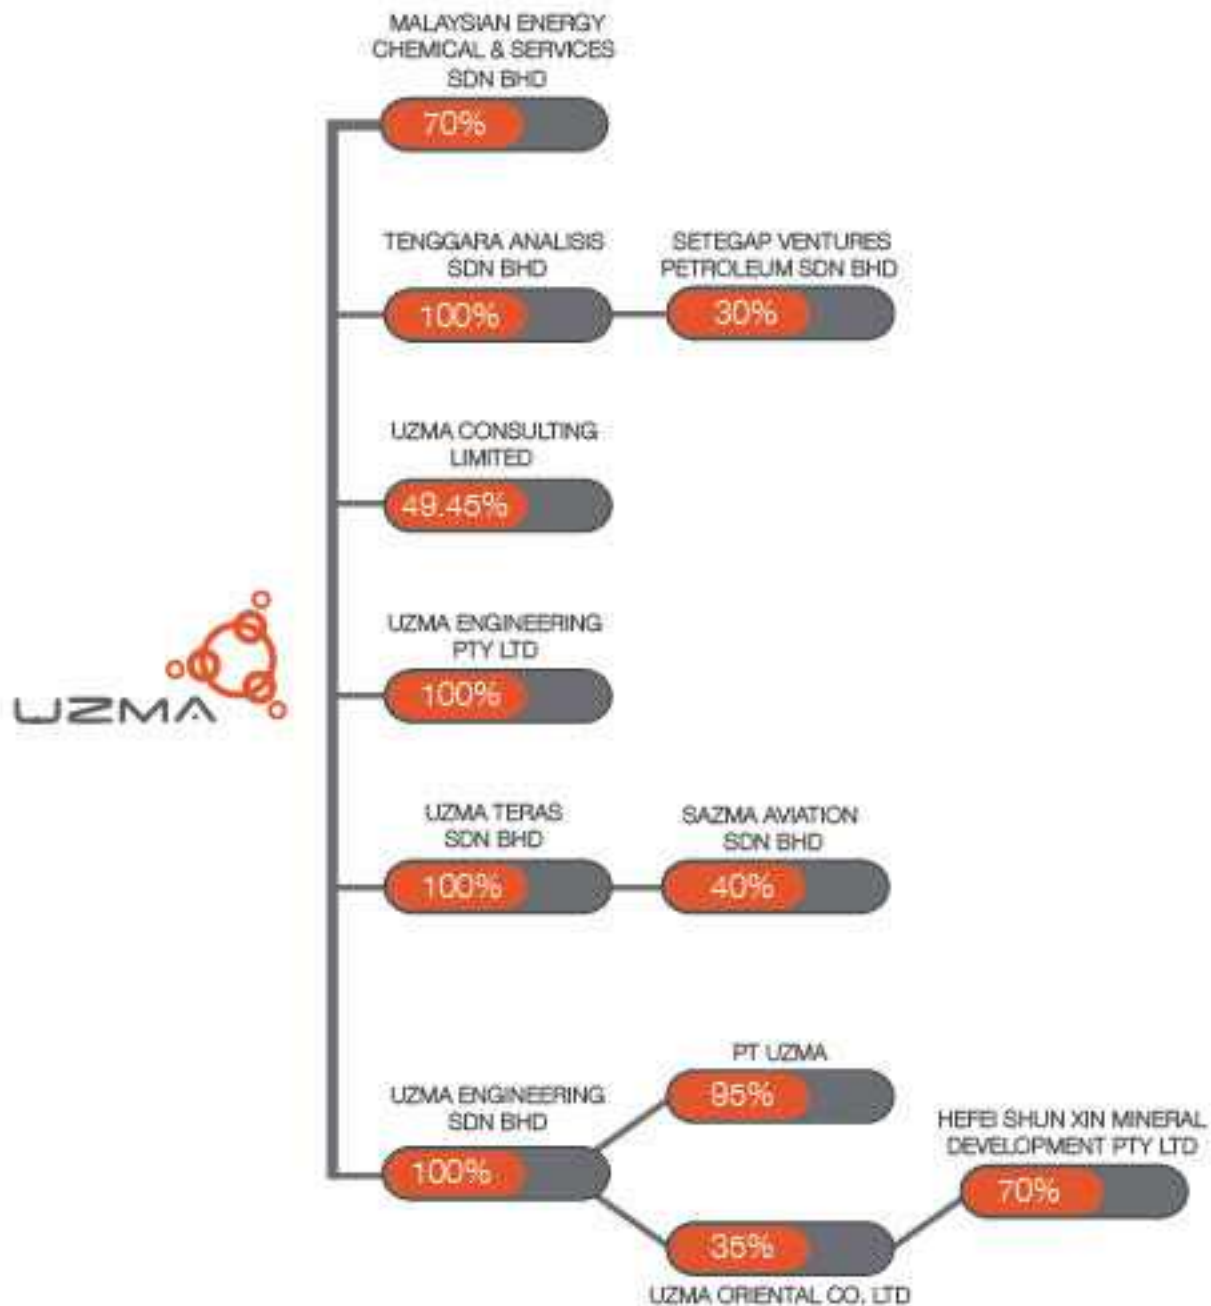 MALAYSIAN ENERGY
CHEMICAL & SERVICES
SDN BHD
70%
TENGGARA ANALISIS
SDN BHD
100%
SETEGAP VENTURES
PETROLEUM SDN BHD
30%
UZMA CONSULTING
LIMITED
49.45%
UZMA ENGINEERING
PTY LTD
100%
UZMA
UZMA TERAS
SDN BHD
100%
SAZMA AVIATION
SDN BHD
40%
UZMA ENGINEERING
SDN BHD
100%
PT UZMA
95%
HEFEI SHUN XIN MINERAL
DEVELOPMENT PTY LTD
70%
35%
UZMA ORIENTAL CO. LTD